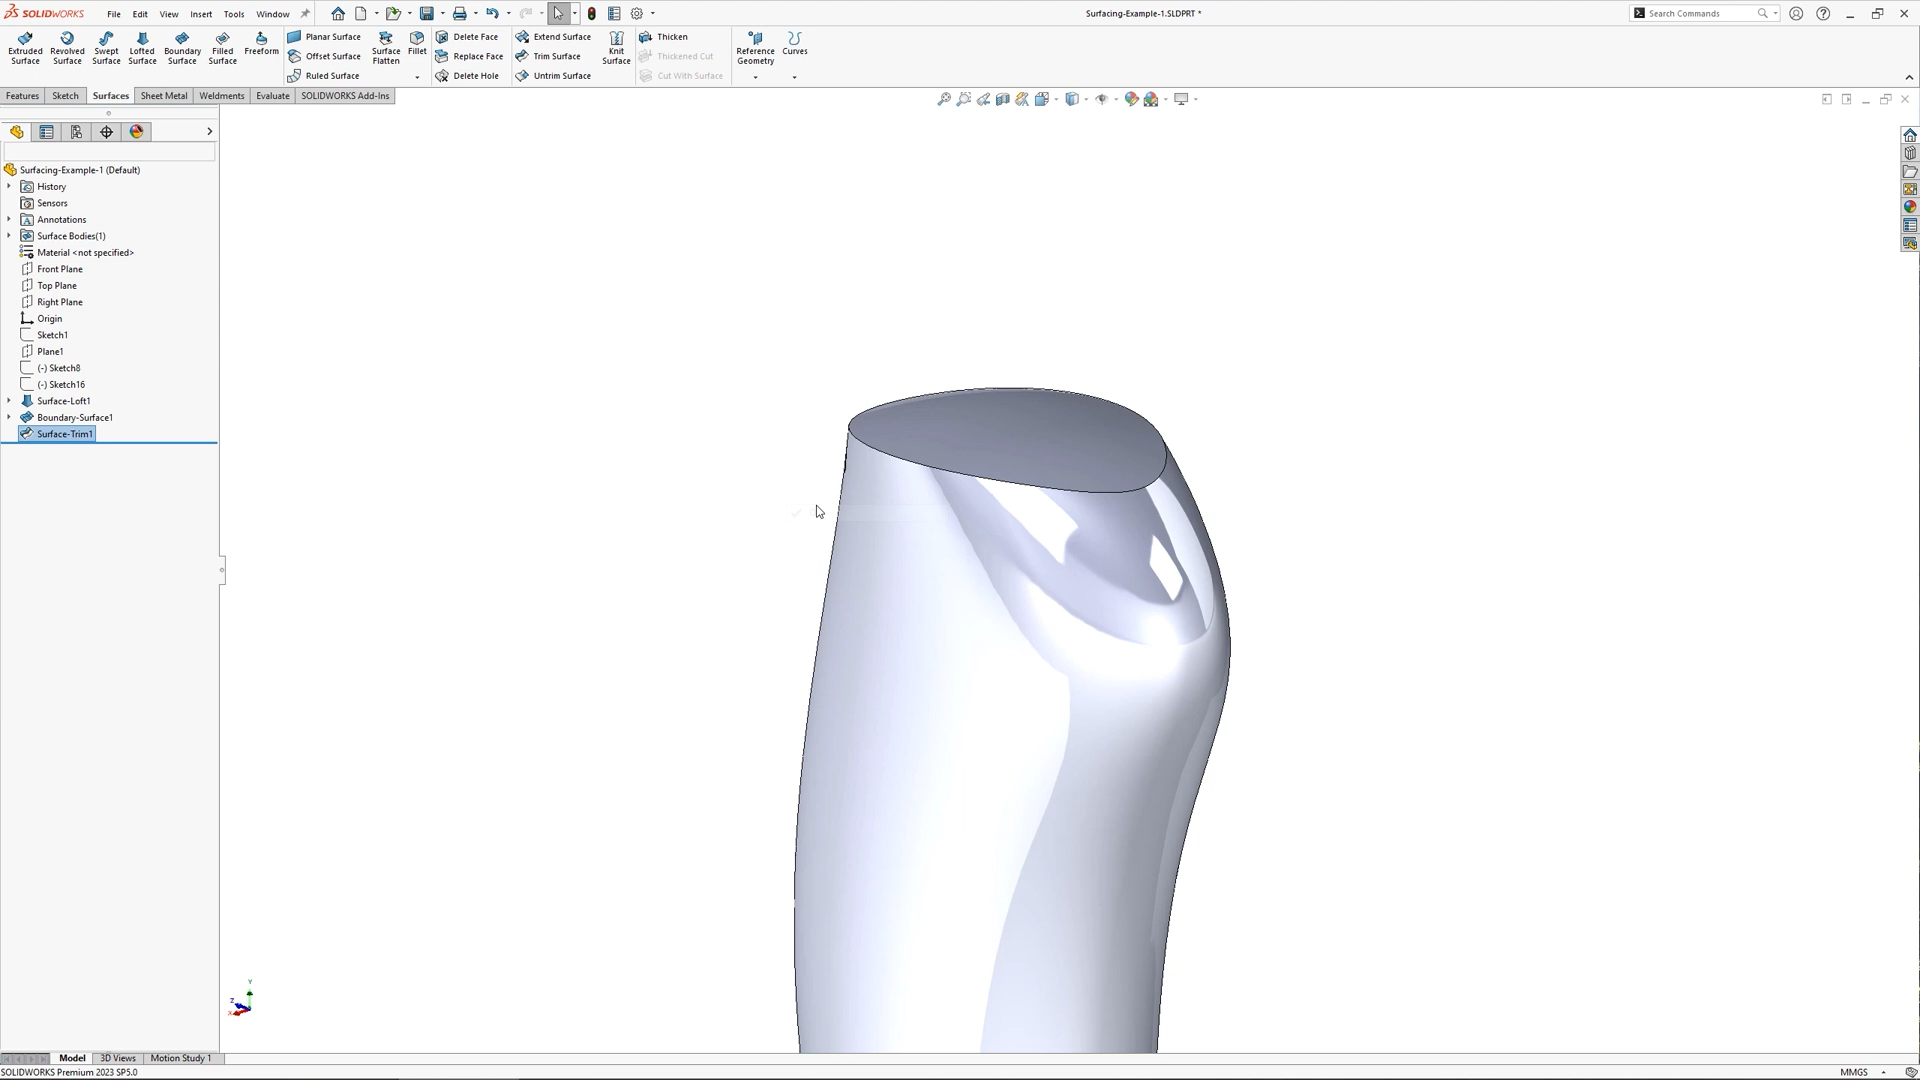 SOLIDWORKS File Edit View Insert Tools Window Surfacing-Example-1.SLDPRT * Search Commands
Extruded Surface
Revolved Surface
Swept Surface
Lofted Surface
Boundary Surface
Filled Surface
Freeform
Planar Surface
Offset Surface
Ruled Surface
Surface Flatten
Fillet
Delete Face
Replace Face
Delete Hole
Extend Surface
Trim Surface
Untrim Surface
Knit Surface
Thicken
Thickened Cut
Cut With Surface
Reference Geometry
Curves
Features Sketch Surfaces Sheet Metal Weldments Evaluate SOLIDWORKS Add-Ins
Surfacing-Example-1 (Default)
History
Sensors
Annotations
Surface Bodies(1)
Material <not specified>
Front Plane
Top Plane
Right Plane
Origin
Sketch1
Plane1
(-) Sketch8
(-) Sketch16
Surface-Loft1
Boundary-Surface1
Surface-Trim1
Y
Z
X
Model 3D Views Motion Study 1
SOLIDWORKS Premium 2023 SP5.0 MMGS